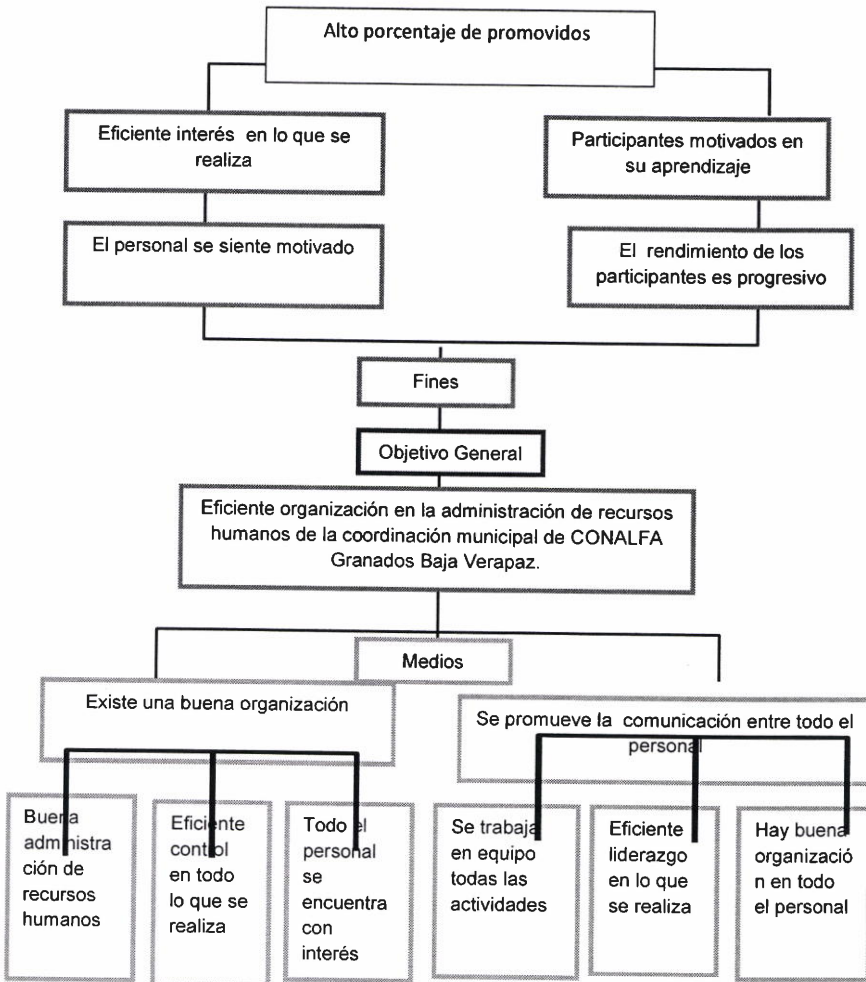 Alto porcentaje de promovidos
Eficiente interés en lo que se
realiza
Participantes motivados en
su aprendizaje
El personal se siente motivado
El rendimiento de los
participantes es progresivo
Fines
Objetivo General
Eficiente organización en la administración de recursos
humanos de la coordinación municipal de CONALFA
Granados Baja Verapaz.
Medios
Existe una buena organización
Se promueve la comunicación entre todo el
personal
Buena
administra
ción de
recursos
humanos
Eficiente
control
en todo
lo que se
realiza
Todo el
personal
se
encuentra
con
interés
Se trabaja
en equipo
todas las
actividades
Eficiente
liderazgo
en lo que
se realiza
Hay buena
organizació
n en todo
el personal